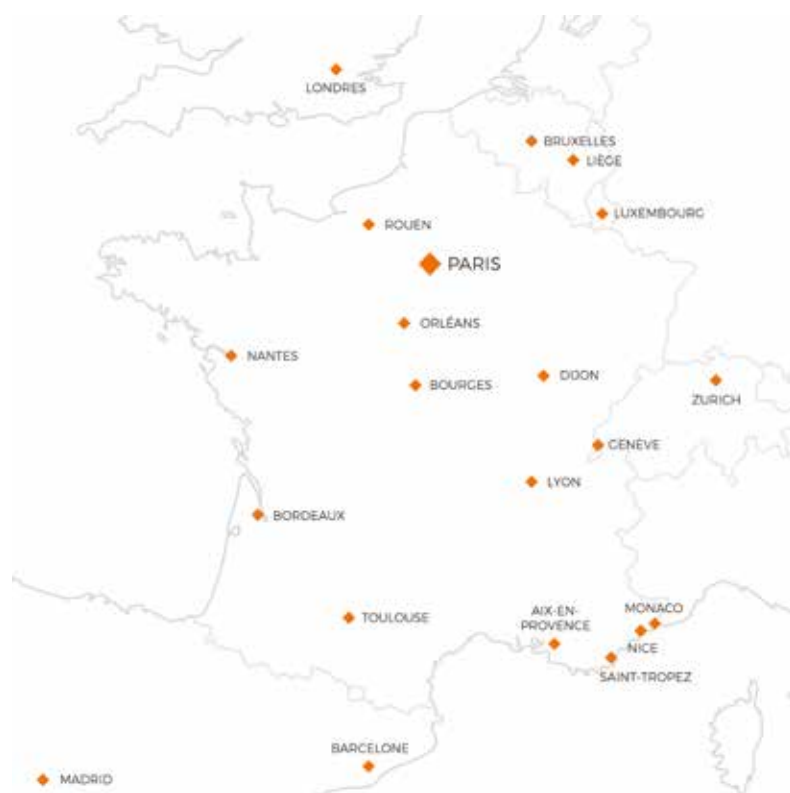 LONDRES
BRUXELLES
LIÈGE
LUXEMBOURG
ROUEN
PARIS
ORLÉANS
NANTES
BOURGES
DIJON
ZURICH
GENÈVE
LYON
BORDEAUX
TOULOUSE
AIX-EN-
PROVENCE
MONACO
NICE
SAINT-TROPEZ
BARCELONE
MADRID